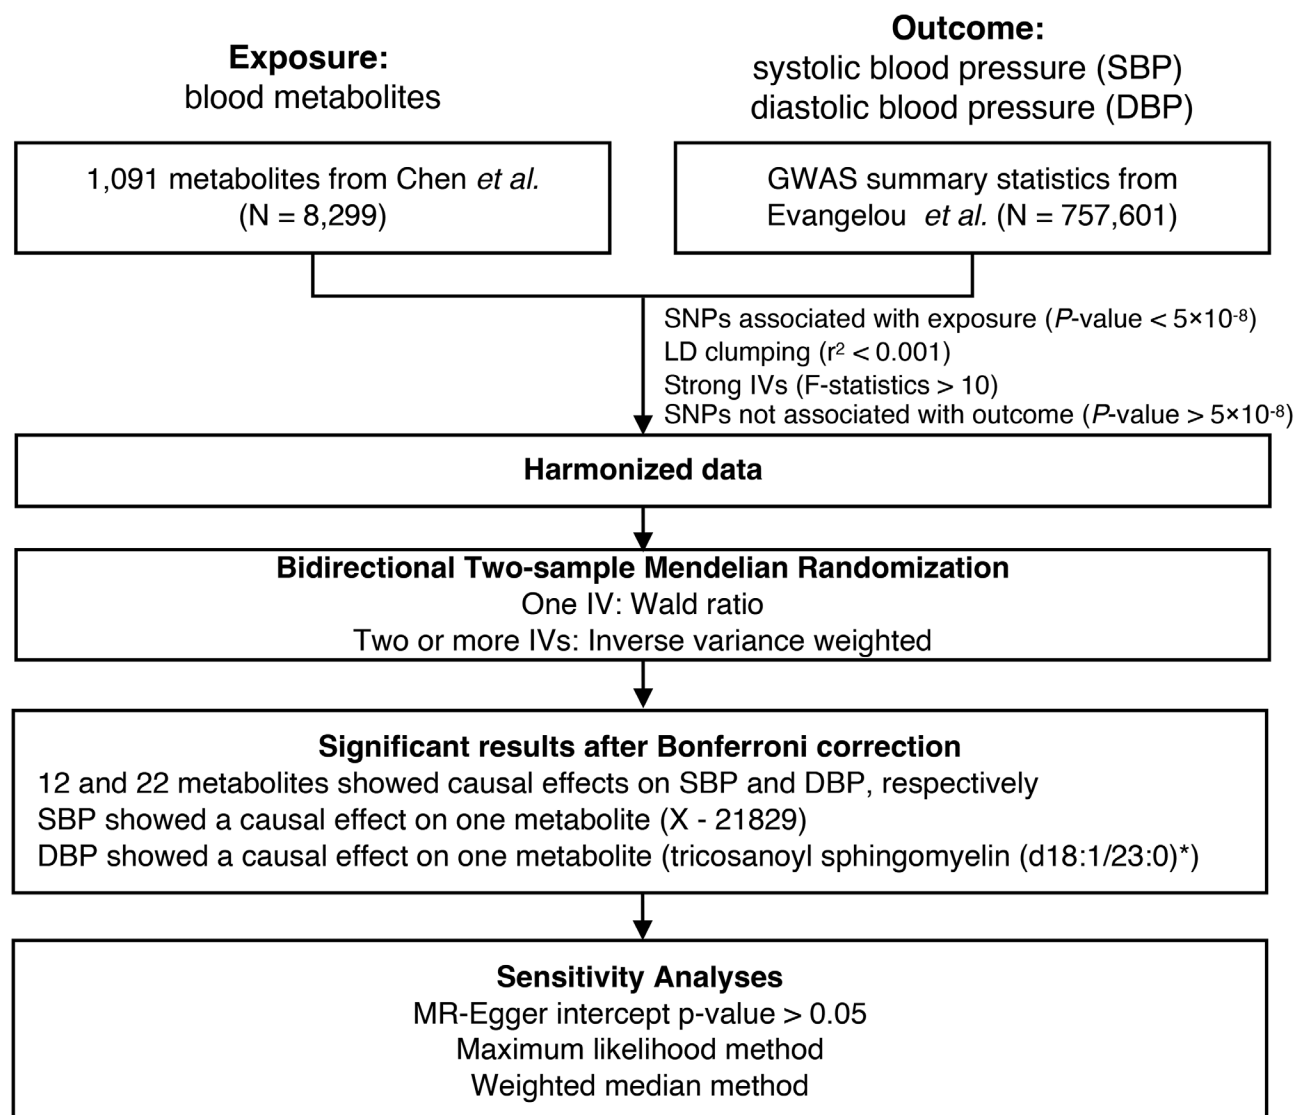 Exposure:
blood metabolites
Outcome:
systolic blood pressure (SBP)
diastolic blood pressure (DBP)
1,091 metabolites from Chen et al.
(N = 8,299)
GWAS summary statistics from
Evangelou et al. (N = 757,601)
SNPs associated with exposure (P-value < 5×10-8)
LD clumping (r2 < 0.001)
Strong IVs (F-statistics > 10)
SNPs not associated with outcome (P-value > 5×10-8)
Harmonized data
Bidirectional Two-sample Mendelian Randomization
One IV: Wald ratio
Two or more IVs: Inverse variance weighted
Significant results after Bonferroni correction
12 and 22 metabolites showed causal effects on SBP and DBP, respectively
SBP showed a causal effect on one metabolite (X - 21829)
DBP showed a causal effect on one metabolite (tricosanoyl sphingomyelin (d18:1/23:0)*)
Sensitivity Analyses
MR-Egger intercept p-value > 0.05
Maximum likelihood method
Weighted median method